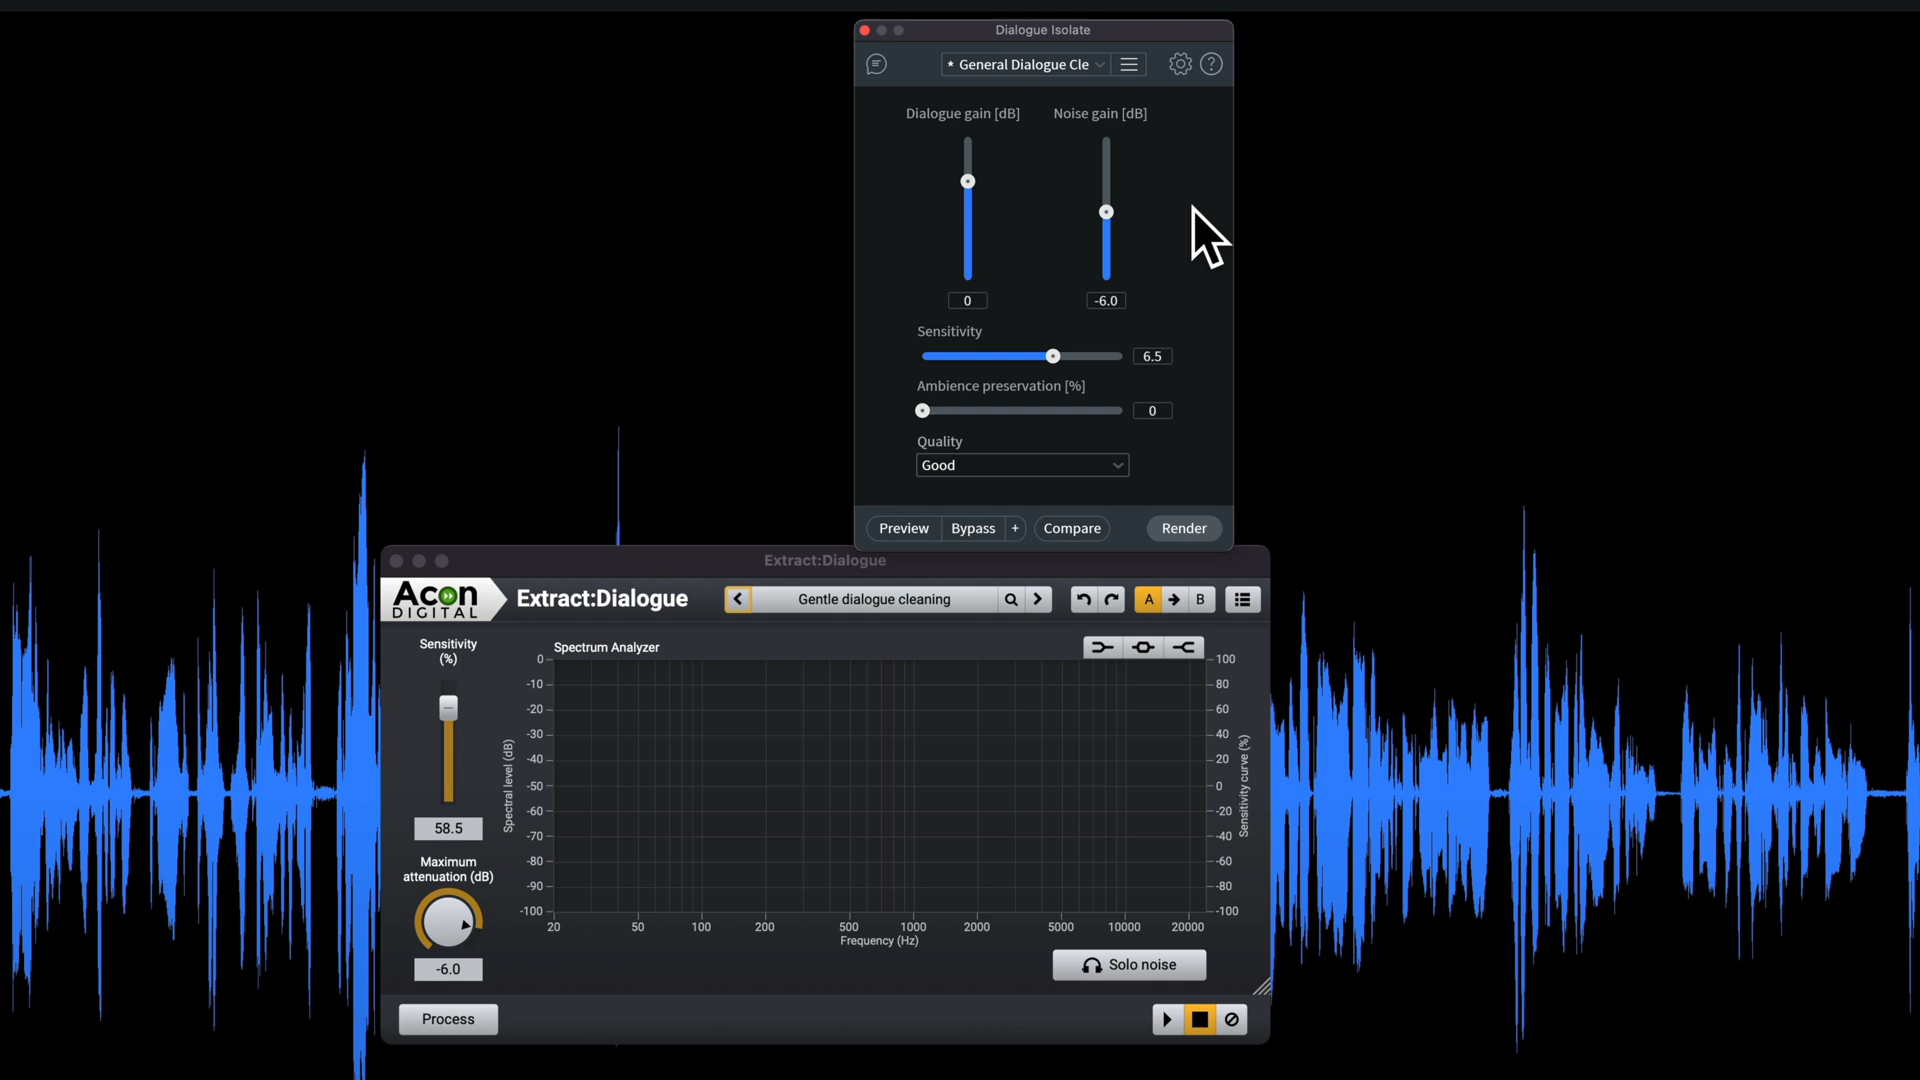 Dialogue Isolate
* General Dialogue Cle
Dialogue gain [dB]
Noise gain [dB]
0
-6.0
Sensitivity
6.5
Ambience preservation [%]
0
Quality
Good
Preview
Bypass
+
Compare
Render
Extract:Dialogue
Acon
DIGITAL
Extract:Dialogue
Gentle dialogue cleaning
A
B
Sensitivity
(%)
58.5
Maximum
attenuation (dB)
-6.0
Spectrum Analyzer
Spectral level (dB)
0
-10
-20
-30
-40
-50
-60
-70
-80
-90
-100
100
80
60
40
20
0
-20
-40
-60
-80
-100
Sensitivity curve (%)
20 50 100 200 500 1000 2000 5000 10000 20000
Frequency (Hz)
Solo noise
Process